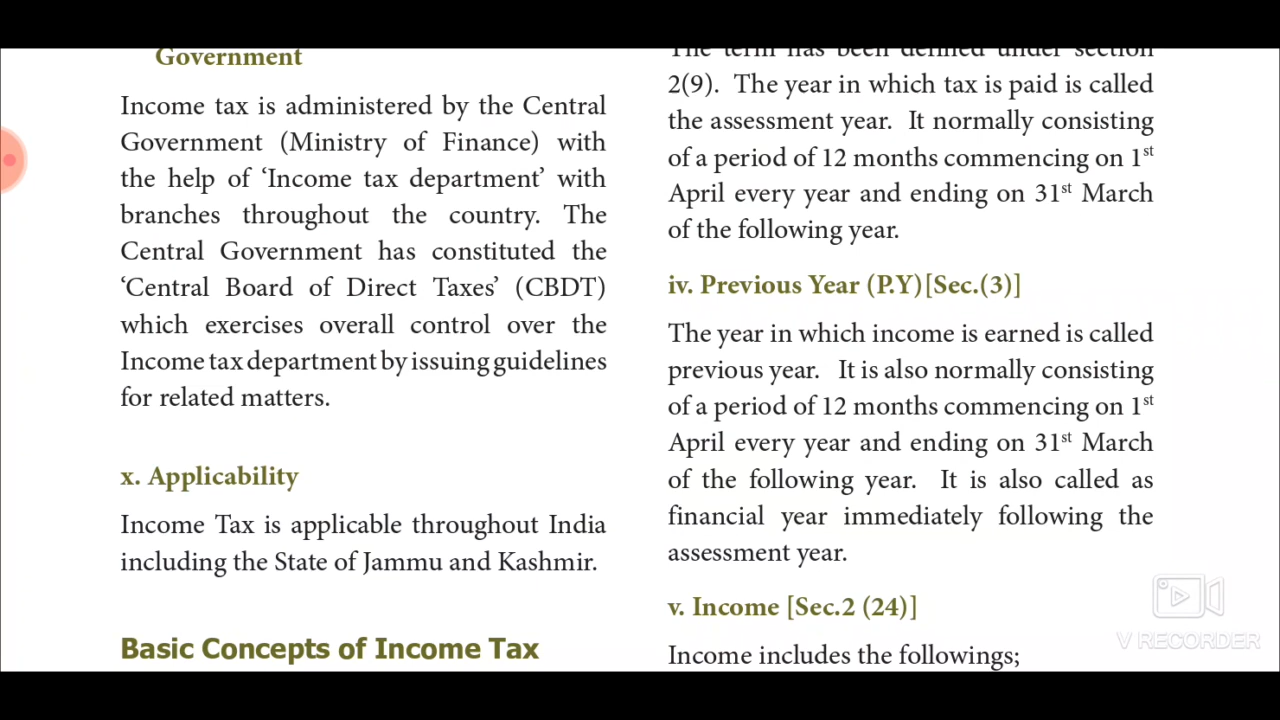 Government
Income tax is administered by the Central
Government (Ministry of Finance) with
the help of ‘Income tax department’ with
branches throughout the country. The
Central Government has constituted the
‘Central Board of Direct Taxes’ (CBDT)
which exercises overall control over the
Income tax department by issuing guidelines
for related matters.
x. Applicability
Income Tax is applicable throughout India
including the State of Jammu and Kashmir.
Basic Concepts of Income Tax
The term has been defined under section
2(9). The year in which tax is paid is called
the assessment year. It normally consisting
of a period of 12 months commencing on 1st
April every year and ending on 31st March
of the following year.
iv. Previous Year (P.Y)[Sec.(3)]
The year in which income is earned is called
previous year. It is also normally consisting
of a period of 12 months commencing on 1st
April every year and ending on 31st March
of the following year. It is also called as
financial year immediately following the
assessment year.
v. Income [Sec.2 (24)]
Income includes the followings;
V RECORDER